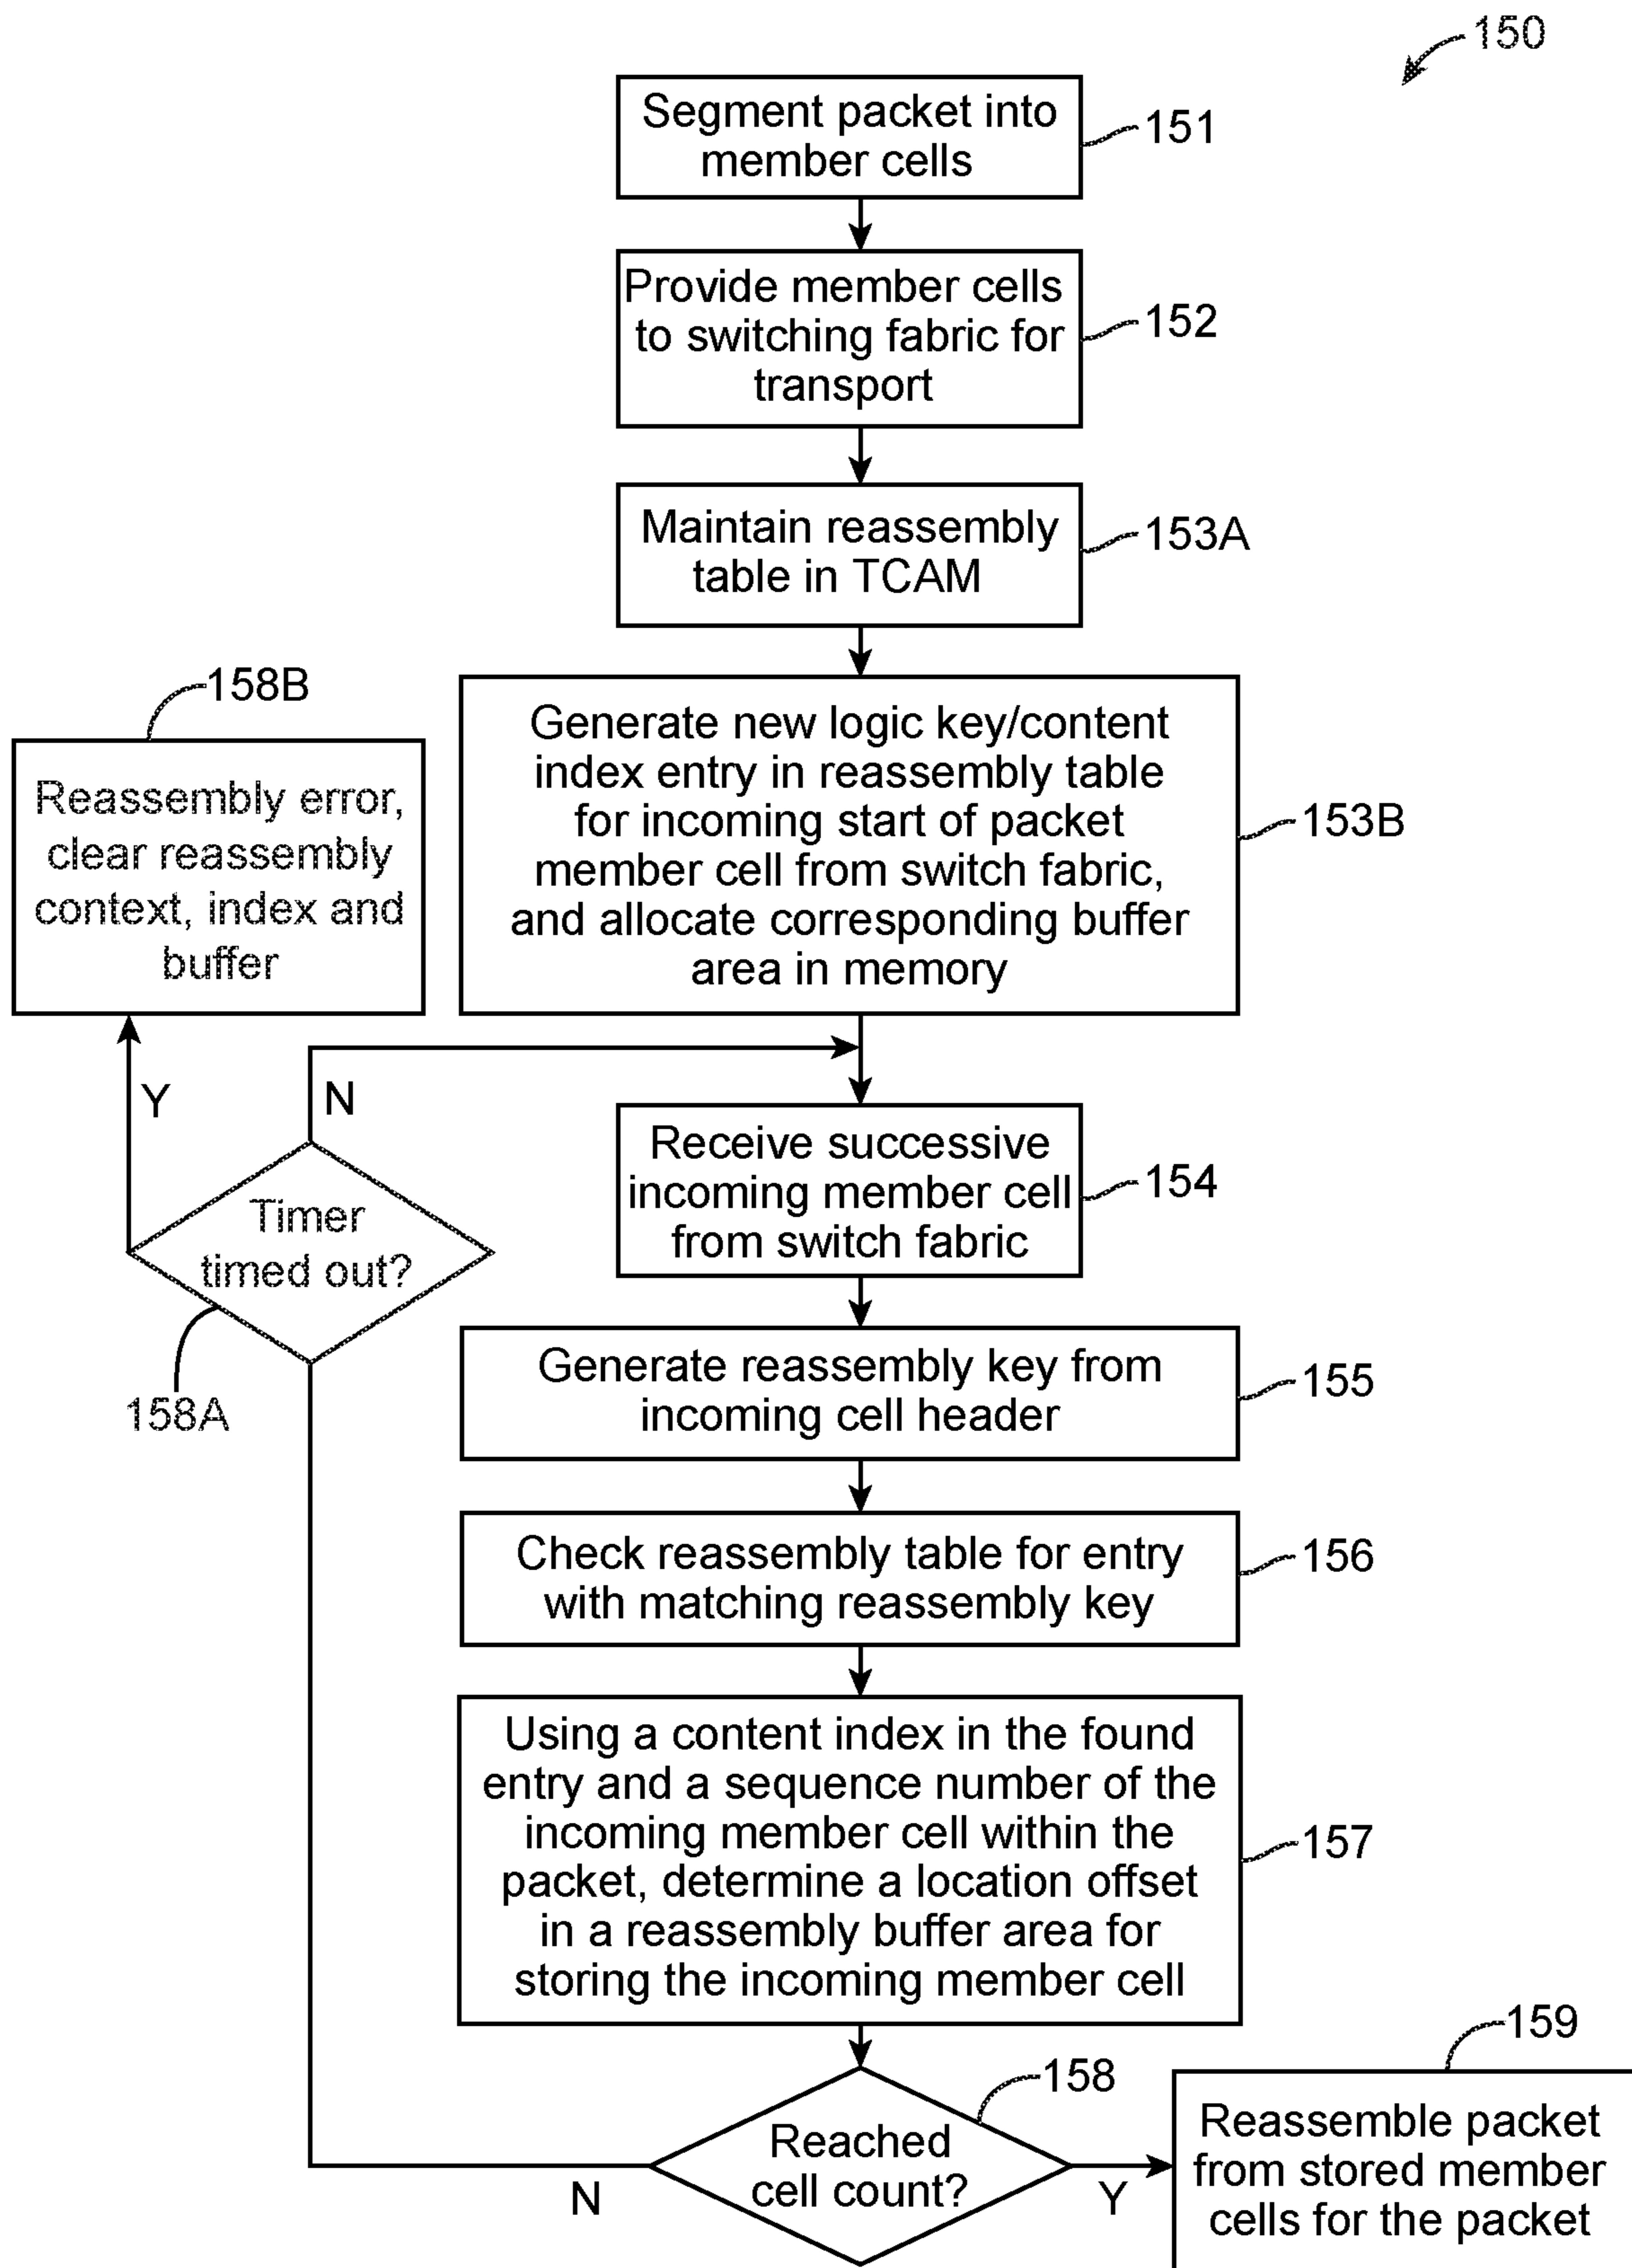 150
Segment packet into
member cells
151
Provide member cells
to switching fabric for
transport
152
Maintain reassembly
table in TCAM
153A
158B
Reassembly error,
clear reassembly
context, index and
buffer
Generate new logic key/content
index entry in reassembly table
for incoming start of packet
member cell from switch fabric,
and allocate corresponding buffer
area in memory
153B
Y
N
Timer
timed out?
158A
Receive successive
incoming member cell
from switch fabric
154
Generate reassembly key from
incoming cell header
155
Check reassembly table for entry
with matching reassembly key
156
Using a content index in the found
entry and a sequence number of the
incoming member cell within the
packet, determine a location offset
in a reassembly buffer area for
storing the incoming member cell
157
158
Reached
cell count?
N
Y
159
Reassemble packet
from stored member
cells for the packet